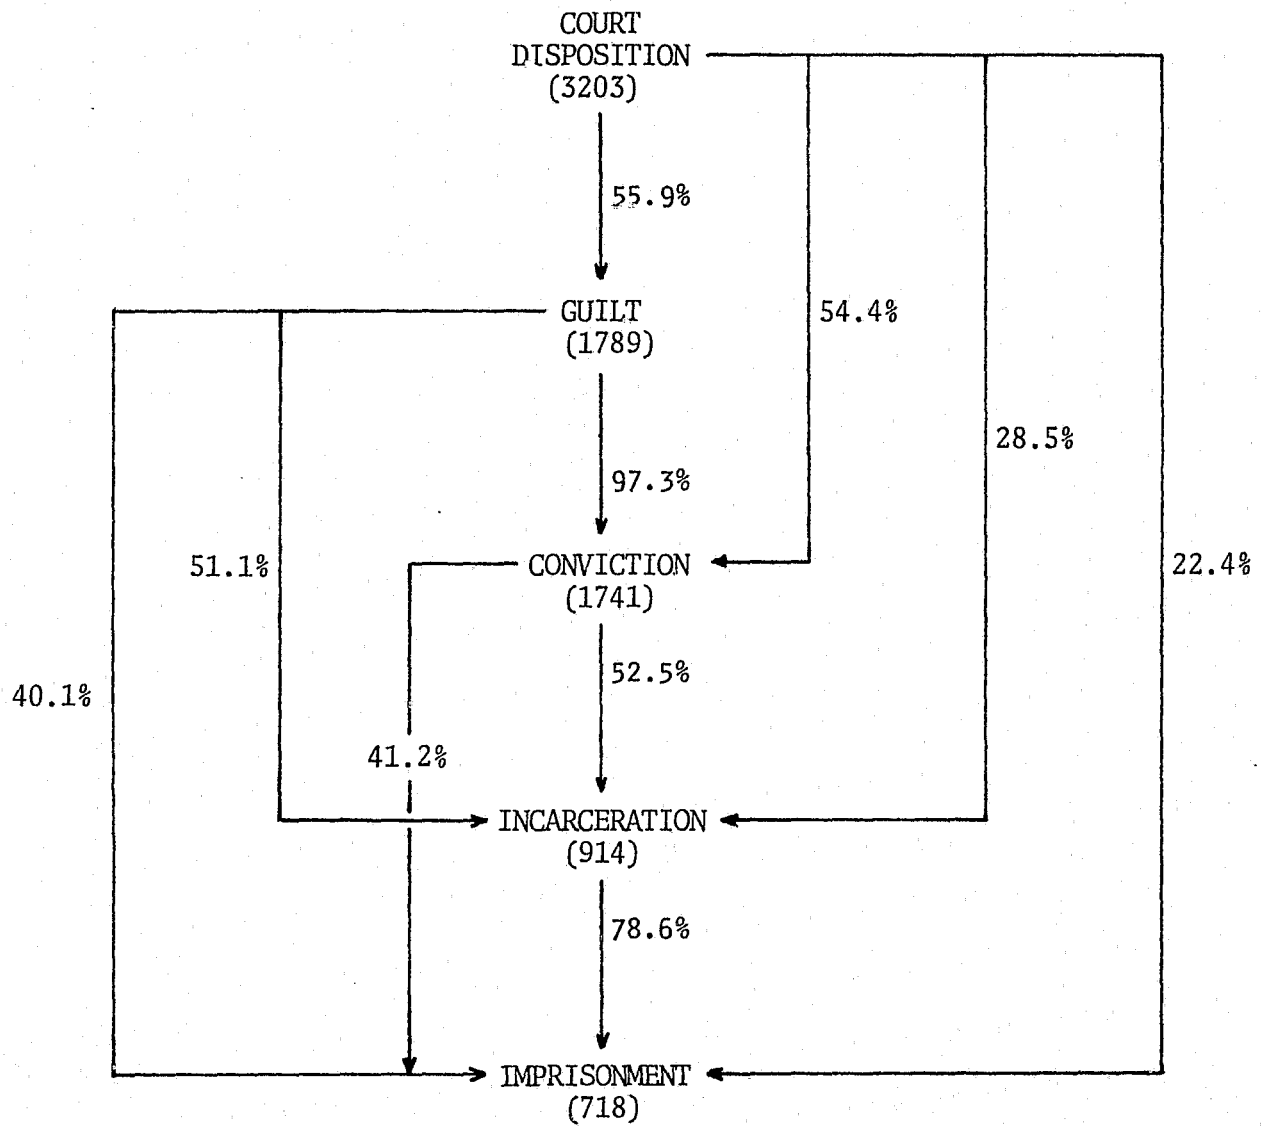 COURT
DISPOSITION
(3203)
55.9%
GUILT
(1789)
54.4%
28.5%
97.3%
51.1%
CONVICTION
(1741)
22.4%
52.5%
40.1%
41.2%
INCARCERATION
(914)
78.6%
IMPRISONMENT
(718)